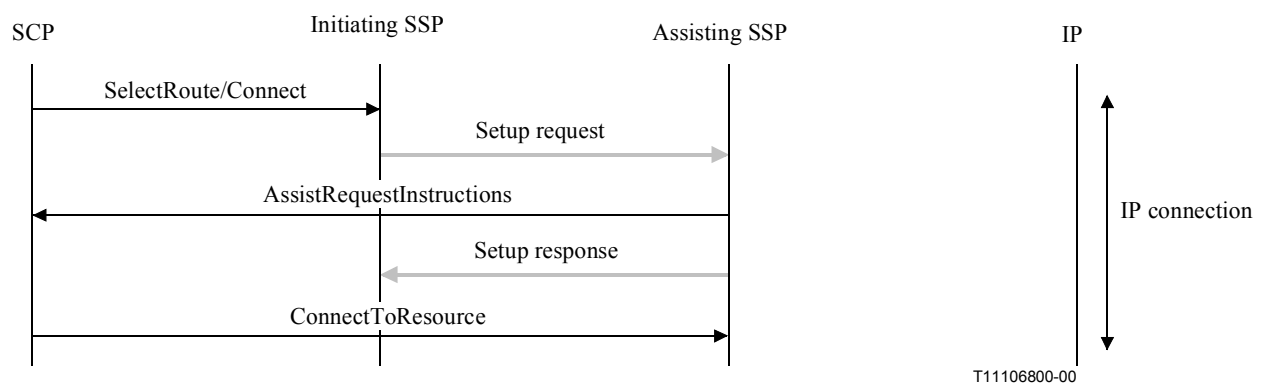 SCP
Initiating SSP
Assisting SSP
IP
SelectRoute/Connect
Setup request
AssistRequestInstructions
IP connection
Setup response
ConnectToResource
T11106800-00